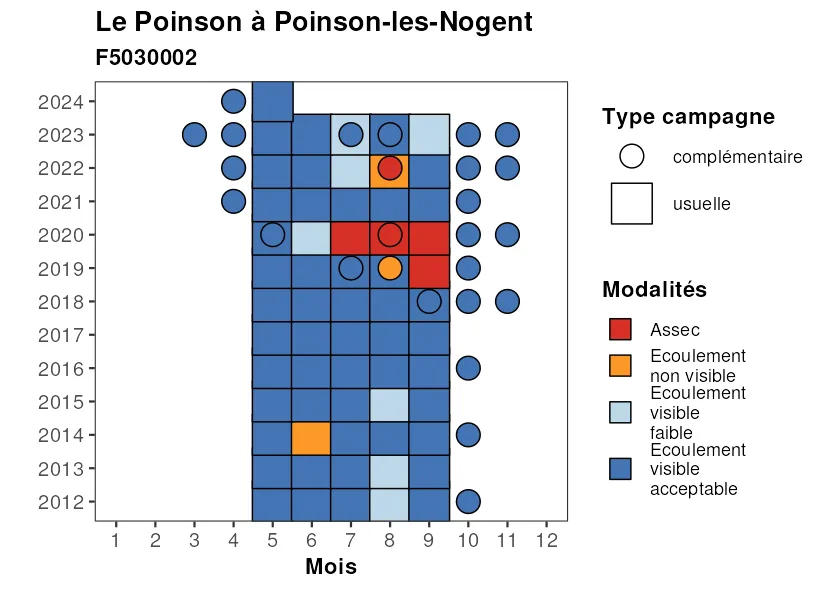 Le Poinson à Poinson-les-Nogent
F5030002
2024
2023
2022
2021
2020
2019
2018
2017
2016
2015
2014
2013
2012
1 2 3 4 5 6 7 8 9 10 11 12
Mois
Type campagne
complémentaire
usuelle
Modalités
Assec
Ecoulement
non visible
Ecoulement
visible
faible
Ecoulement
visible
acceptable